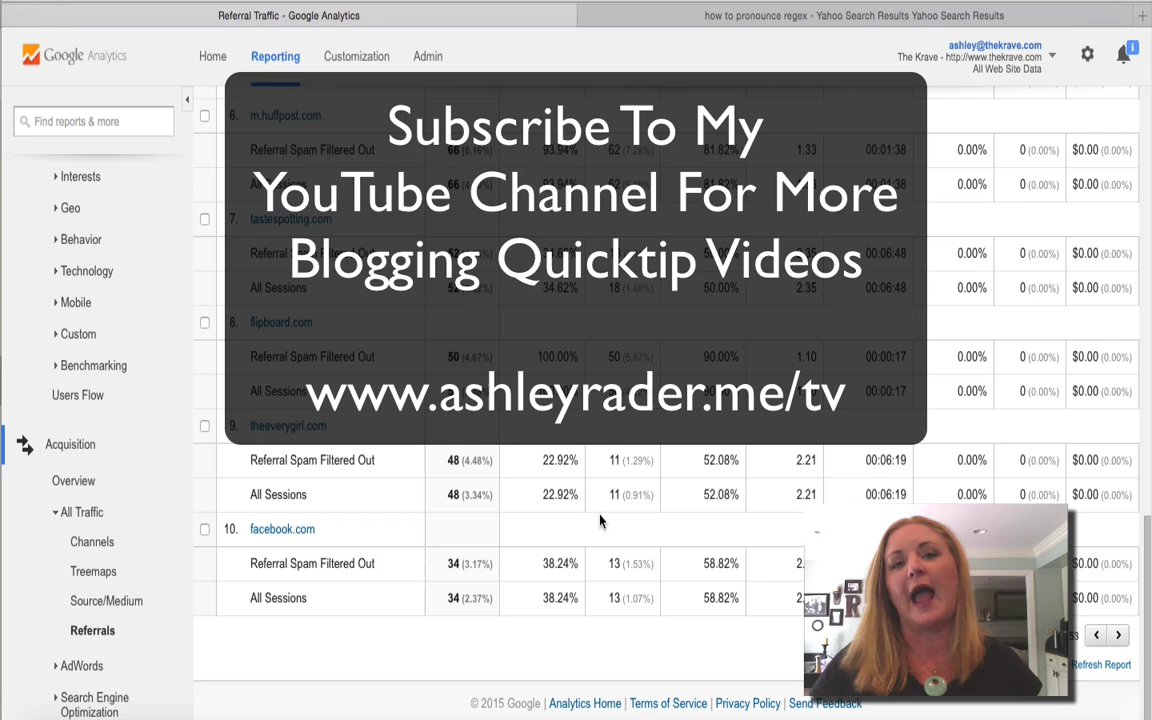 Referral Traffic - Google Analytics
how to pronounce regex - Yahoo Search Results Yahoo Search Results
Google Analytics
Home
Reporting
Customization
Admin
ashley@thekrave.com
The Krave - http://www.thekrave.com
All Web Site Data
Find reports & more
Interests
Geo
Behavior
Technology
Mobile
Custom
Benchmarking
Users Flow
Acquisition
Overview
All Traffic
Channels
Treemaps
Source/Medium
Referrals
AdWords
Search Engine
Optimization
Subscribe To My
YouTube Channel For More
Blogging Quicktip Videos
www.ashleyrader.me/tv
6. m.huffpost.com
Referral Spam Filtered Out 66 93.94% 62 81.82% 1.33 00:01:38 0.00% 0 (0.00%) $0.00 (0.00%)
0.00% 0 (0.00%) $0.00 (0.00%)
7. tastespotting.com
00:06:48 0.00% 0 (0.00%) $0.00 (0.00%)
All Sessions 34.62% 18 50.00% 2.35 00:06:48 0.00% 0 (0.00%) $0.00 (0.00%)
8. flipboard.com
Referral Spam Filtered Out 50 (4.67%) 100.00% 50 (5.87%) 90.00% 1.10 00:00:17 0.00% 0 (0.00%) $0.00 (0.00%)
00:00:17 0.00% 0 (0.00%) $0.00 (0.00%)
9. theeverygirl.com
Referral Spam Filtered Out 48 (4.48%) 22.92% 11 (1.29%) 52.08% 2.21 00:06:19 0.00% 0 (0.00%) $0.00 (0.00%)
All Sessions 48 (3.34%) 22.92% 11 (0.91%) 52.08% 2.21 00:06:19 0.00% 0 (0.00%) $0.00 (0.00%)
10. facebook.com
Referral Spam Filtered Out 34 (3.17%) 38.24% 13 (1.53%) 58.82% 2. $0.00 (0.00%)
All Sessions 34 (2.37%) 38.24% 13 (1.07%) 58.82% 2. $0.00 (0.00%)
53
Refresh Report
© 2015 Google | Analytics Home | Terms of Service | Privacy Policy | Send Feedback
R